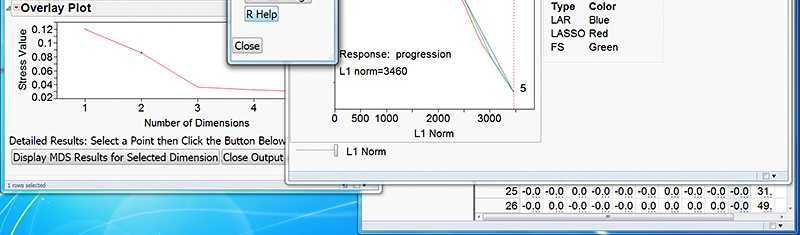 Overlay Plot
Stress Value
0.12
0.10
0.08
0.06
0.04
0.02
1 2 3 4
Number of Dimensions
Detailed Results: Select a Point then Click the Button Below
Display MDS Results for Selected Dimension Close Output
1 rows selected
R Help
Close
Response: progression
L1 norm=3460
5
0 500 1000 2000 3000
L1 Norm
L1 Norm
Type Color
LAR Blue
LASSO Red
FS Green
25 -0.0 -0.0 -0.0 -0.0 -0.0 -0.0 -0.0 -0.0 31.
26 -0.0 0.0 -0.0 -0.0 0.0 0.0 0.0 -0.0 49.